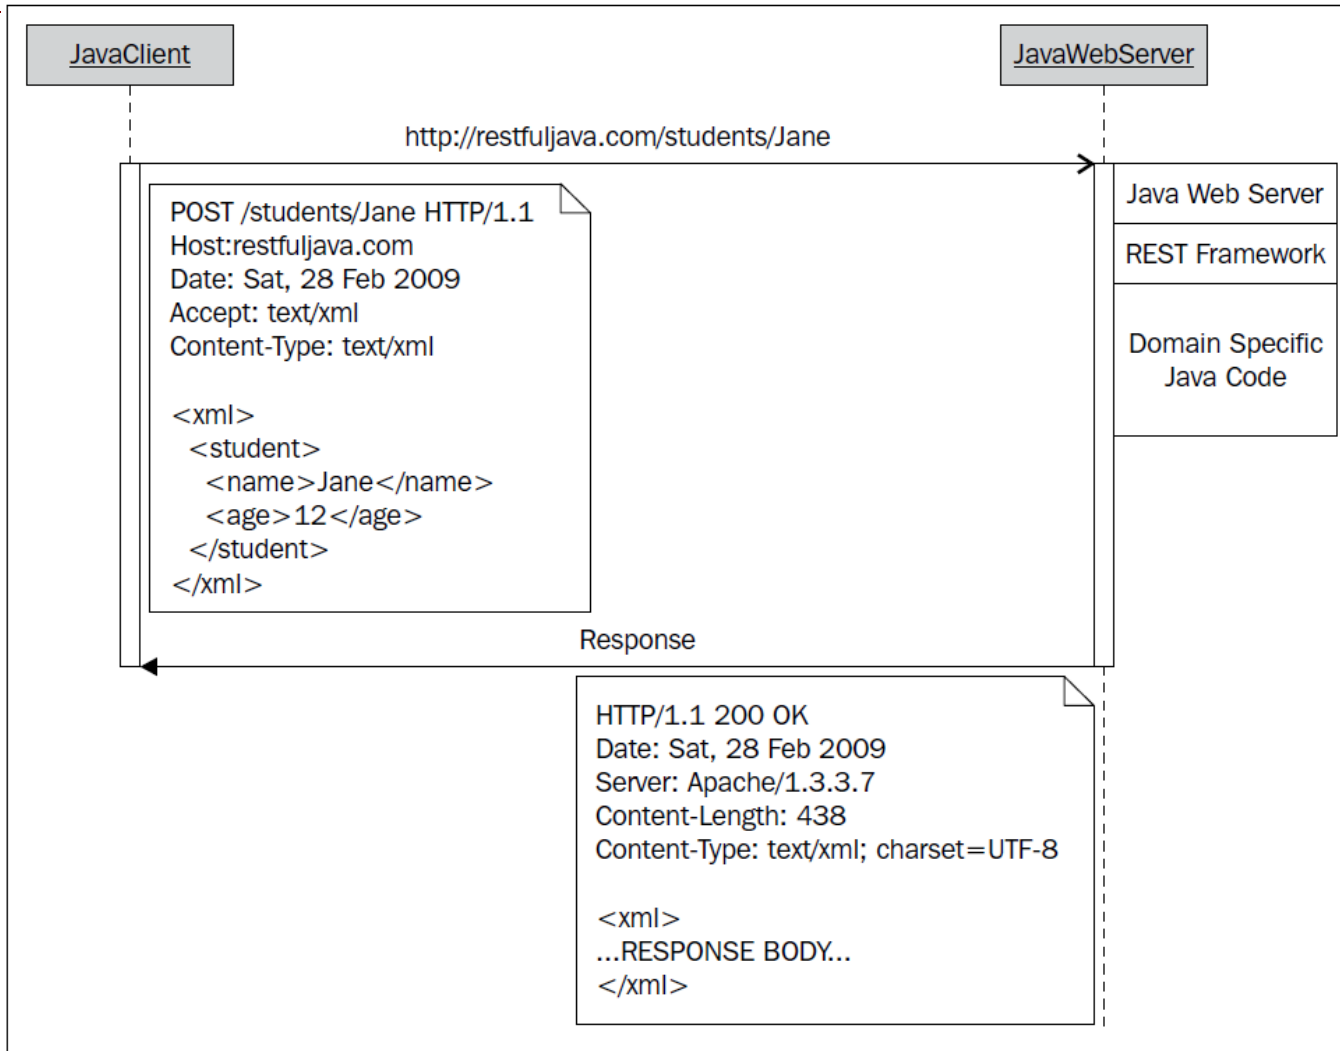 JavaClient
JavaWebServer
http://restfuljava.com/students/Jane
POST /students/Jane HTTP/1.1
Host:restfuljava.com
Date: Sat, 28 Feb 2009
Accept: text/xml
Content-Type: text/xml
<xml>
<student>
<name>Jane</name>
<age>12</age>
</student>
</xml>
Java Web Server
REST Framework
Domain Specific
Java Code
Response
HTTP/1.1 200 OK
Date: Sat, 28 Feb 2009
Server: Apache/1.3.3.7
Content-Length: 438
Content-Type: text/xml; charset=UTF-8
<xml>
...RESPONSE BODY...
</xml>